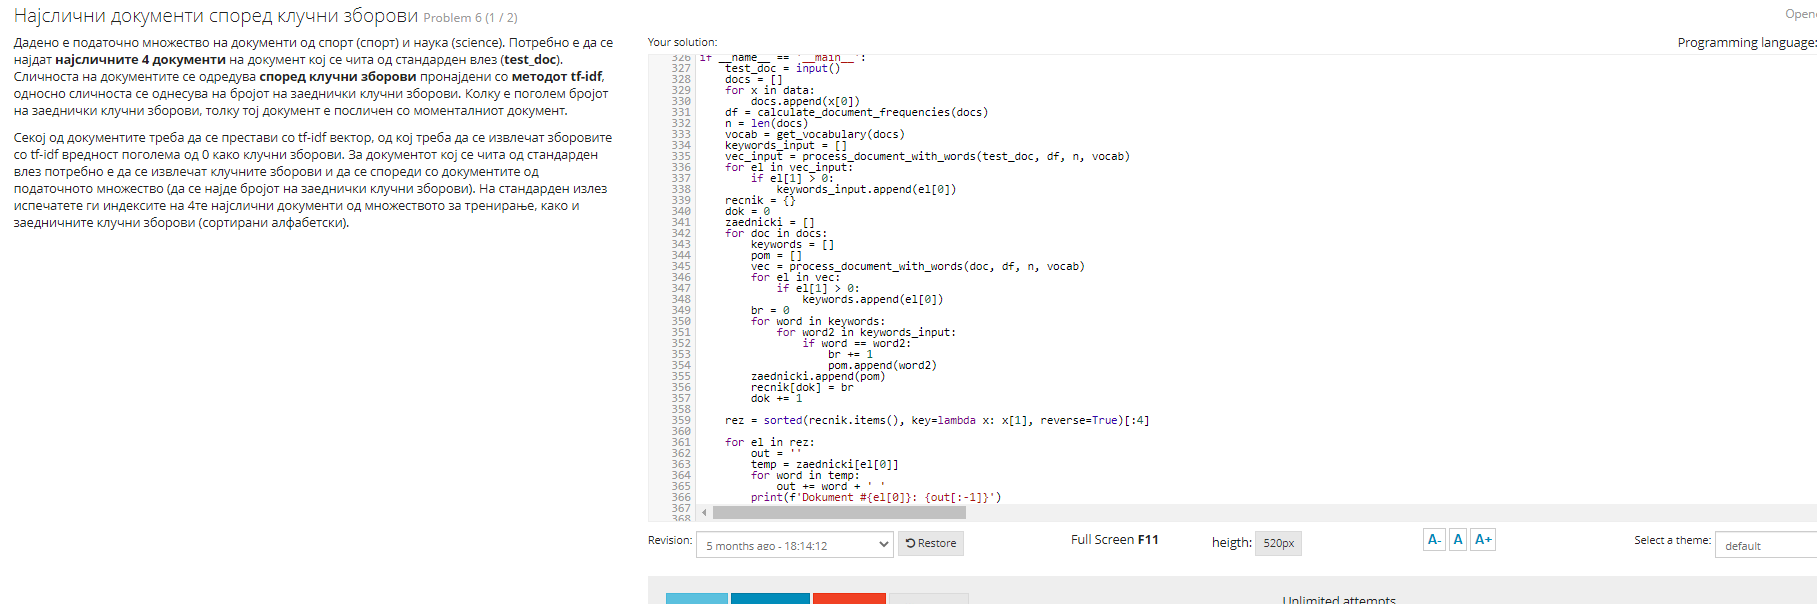 Најслични документи според клучни зборови Problem 6 (1 / 2)
Дадено е податочно множество на документи од спорт (спорт) и наука (science). Потребно е да се
најдат најсличните 4 документи на документ кој се чита од стандарден влез (test_doc).
Сличноста на документите се одредува според клучни зборови пронајдени со методот tf-idf,
односно сличноста се однесува на бројот на заеднички клучни зборови. Колку е поголем бројот
на заеднички клучни зборови, толку тој документ е посличен со моменталниот документ.
Секој од документите треба да се престави со tf-idf вектор, од кој треба да се извлечат зборовите
со tf-idf вредност поголема од 0 како клучни зборови. За документот кој се чита од стандарден
влез потребно е да се извлечат клучните зборови и да се спореди со документите од
податочното множество (да се најде бројот на заеднички клучни зборови). На стандарден излез
испечатете ги индексите на 4те најслични документи од множеството за тренирање, како и
заедничните клучни зборови (сортирани алфабетски).
Open
Your solution:
Programming language:
326 if __name__ == '__main__':
327     test_doc = input()
328     docs = []
329     for x in data:
330         docs.append(x[0])
331     df = calculate_document_frequencies(docs)
332     n = len(docs)
333     vocab = get_vocabulary(docs)
334     keywords_input = []
335     vec_input = process_document_with_words(test_doc, df, n, vocab)
336     for el in vec_input:
337         if el[1] > 0:
338             keywords_input.append(el[0])
339     recnik = {}
340     dok = 0
341     zaednicki = []
342     for doc in docs:
343         keywords = []
344         pom = []
345         vec = process_document_with_words(doc, df, n, vocab)
346         for el in vec:
347             if el[1] > 0:
348                 keywords.append(el[0])
349         br = 0
350         for word in keywords:
351             for word2 in keywords_input:
352                 if word == word2:
353                     br += 1
354                     pom.append(word2)
355         zaednicki.append(pom)
356         recnik[dok] = br
357         dok += 1
358
359     rez = sorted(recnik.items(), key=lambda x: x[1], reverse=True)[:4]
360
361     for el in rez:
362         out = ''
363         temp = zaednicki[el[0]]
364         for word in temp:
365             out += word + ' '
366         print(f'Dokument #{el[0]}: {out[:-1]}')
367
368
Revision: 5 months ago - 18:14:12 Restore Full Screen F11 heigth: 520px A- A A+ Select a theme: default
Unlimited attempts